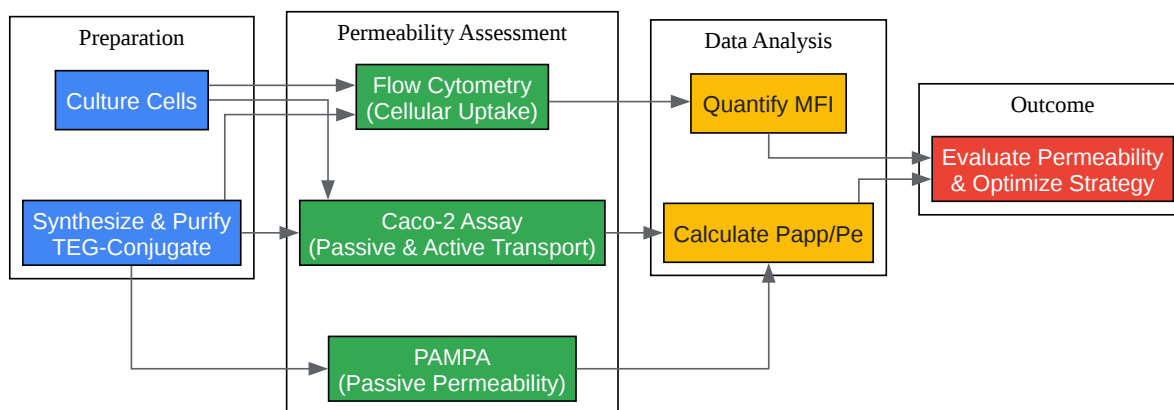 Preparation
Culture Cells
Synthesize & Purify
TEG-Conjugate
Permeability Assessment
Flow Cytometry
(Cellular Uptake)
Caco-2 Assay
(Passive & Active Transport)
PAMPA
(Passive Permeability)
Data Analysis
Quantify MFI
Calculate Papp/Pe
Outcome
Evaluate Permeability
& Optimize Strategy